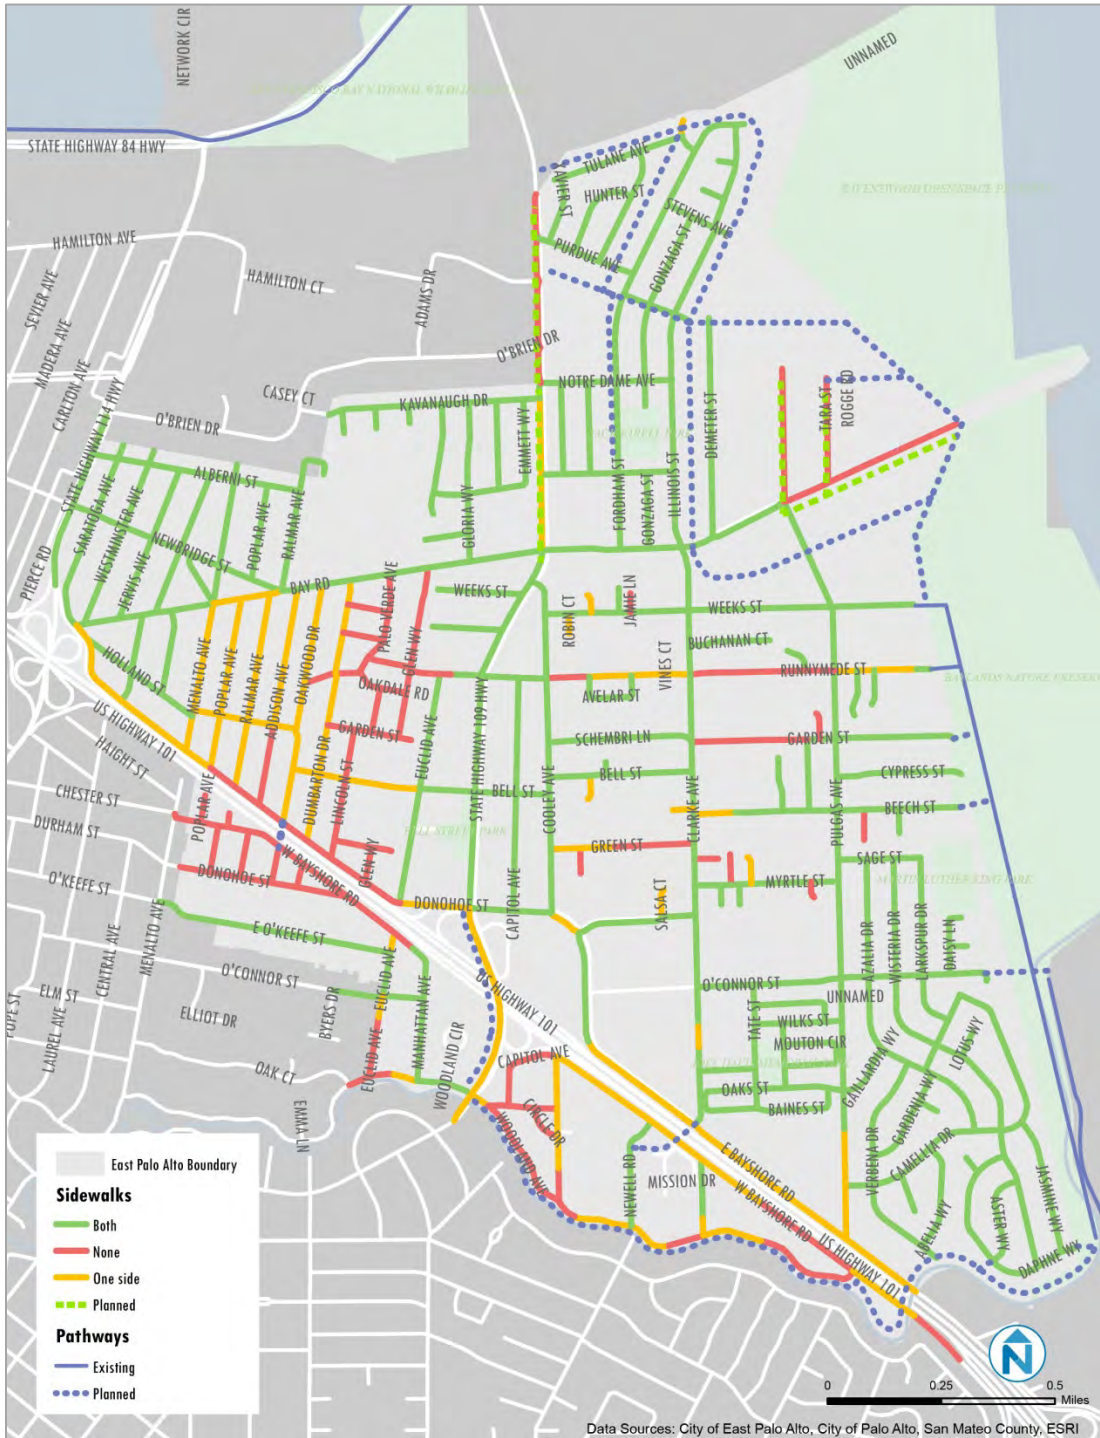 NETWORK CIR
UNNAMED
STATE HIGHWAY 84 HWY
TULANE AVE
XAVIER ST
HUNTER ST
STEVENS AVE
PURDUE AVE
GONZAGA ST
HAMILTON AVE
HAMILTON CT
ADAMS DR
SEVIER AVE
MADERA AVE
CARLTON AVE
O'BRIEN DR
NOTRE DAME AVE
CASEY CT
KAVANAUGH DR
O'BRIEN DR
STATE HIGHWAY 114 HWY
EMMETT WY
DEMETER ST
TARA ST
ROGGE RD
ALBERNI ST
SARATOGA AVE
WESTMINSTER AVE
JERVIS AVE
POPLAR AVE
RALMAR AVE
GLORIA WY
FORDHAM ST
GONZAGA ST
ILLINOIS ST
NEWBRIDGE ST
PIERCE RD
BAY RD
WEEKS ST
PALO VERDE AVE
GLEN WY
ROBIN CT
JAMIE LN
WEEKS ST
VINES CT
BUCHANAN CT
HOLLAND ST
MENALTO AVE
POPLAR AVE
RALMAR AVE
ADDISON AVE
OAKWOOD DR
OAKDALE RD
RUNNYMEDE ST
AVELAR ST
BAYLANDS NATURE PRESERVE
US HIGHWAY 101
GARDEN ST
EUCLID AVE
STATE HIGHWAY 109 HWY
SCHEMBRI LN
GARDEN ST
HAIGHT ST
CHESTER ST
DUMBARTON DR
LINCOLN ST
BELL ST
COOLEY AVE
BELL ST
CLARKE AVE
PULGAS AVE
CYPRESS ST
BEECH ST
POPLAR AVE
DURHAM ST
W BAYSHORE RD
GLEN WY
GREEN ST
SAGE ST
O'KEEFE ST
DONOHOE ST
MYRTLE ST
MARTIN LUTHER KING PARK
DONOHOE ST
CAPITOL AVE
SALSA CT
AZALIA DR
WISTERIA DR
LARKSPUR DR
DAISY LN
CENTRAL AVE
MENALTO AVE
E O'KEEFE ST
O'CONNOR ST
EUCLID AVE
US HIGHWAY 101
O'CONNOR ST
UNNAMED
POPE ST
ELM ST
LAUREL AVE
ELLIOT DR
BYERS DR
MANHATTAN AVE
TATE ST
WILKS ST
MOUTON CIR
LOTUS WY
OAK CT
EUCLID AVE
WOODLAND CIR
CAPITOL AVE
OAKS ST
BAINES ST
GAILLARDIA WY
GARDENIA WY
EMMA LN
CIRCLE DR
WOODLAND AVE
CAMELLIA DR
VERBENA DR
E BAYSHORE RD
NEWELL RD
MISSION DR
W BAYSHORE RD
US HIGHWAY 101
ABELIA WY
ASTER WY
JASMINE WY
DAPHNE WY
East Palo Alto Boundary
Sidewalks
Both
None
One side
Planned
Pathways
Existing
Planned
N
0 0.25 0.5
Miles
Data Sources: City of East Palo Alto, City of Palo Alto, San Mateo County, ESRI